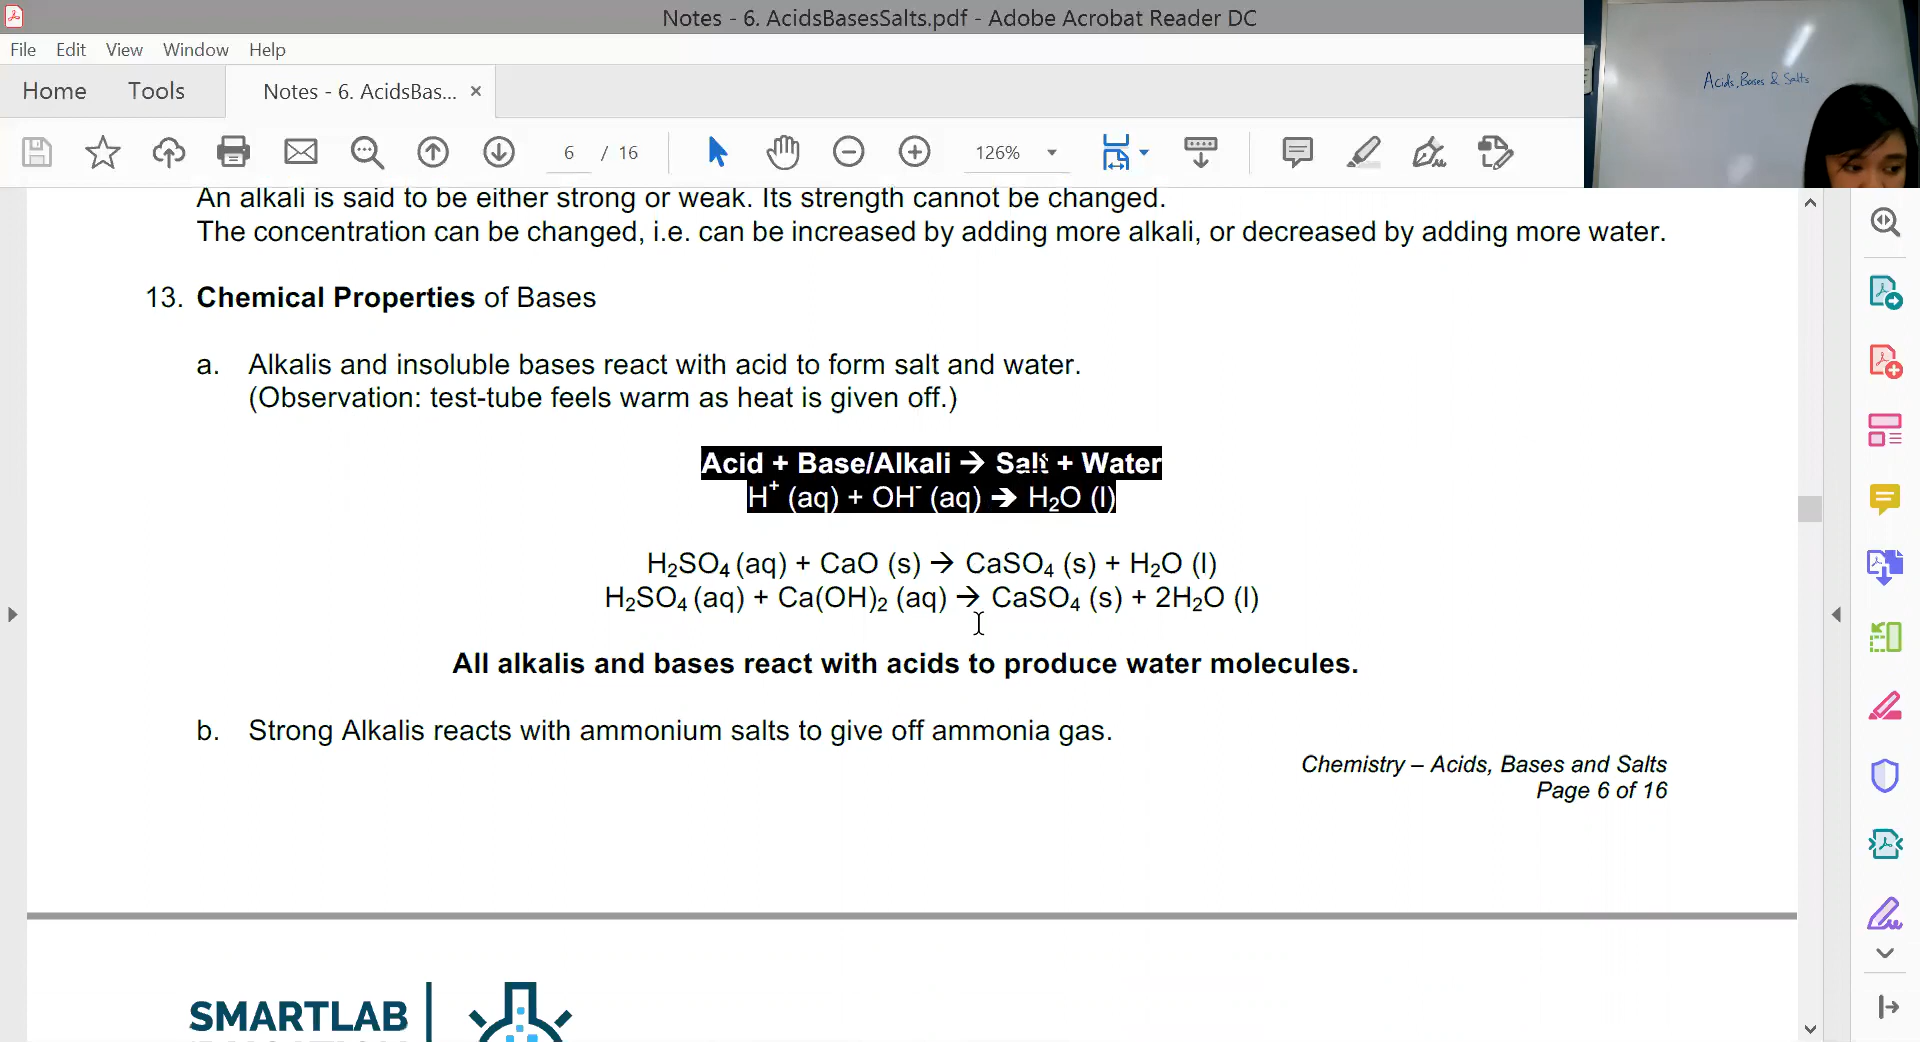 Notes - 6. AcidsBasesSalts.pdf - Adobe Acrobat Reader DC
File Edit View Window Help
Home Tools Notes - 6. AcidsBas... ×
6 / 16 126%
Acids, Bases & Salts
An alkali is said to be either strong or weak. Its strength cannot be changed.
The concentration can be changed, i.e. can be increased by adding more alkali, or decreased by adding more water.
13. Chemical Properties of Bases
a. Alkalis and insoluble bases react with acid to form salt and water.
(Observation: test-tube feels warm as heat is given off.)
Acid + Base/Alkali → Salt + Water
H⁺ (aq) + OH⁻ (aq) → H₂O (l)
H₂SO₄ (aq) + CaO (s) → CaSO₄ (s) + H₂O (l)
H₂SO₄ (aq) + Ca(OH)₂ (aq) → CaSO₄ (s) + 2H₂O (l)
All alkalis and bases react with acids to produce water molecules.
b. Strong Alkalis reacts with ammonium salts to give off ammonia gas.
Chemistry – Acids, Bases and Salts
Page 6 of 16
SMARTLAB